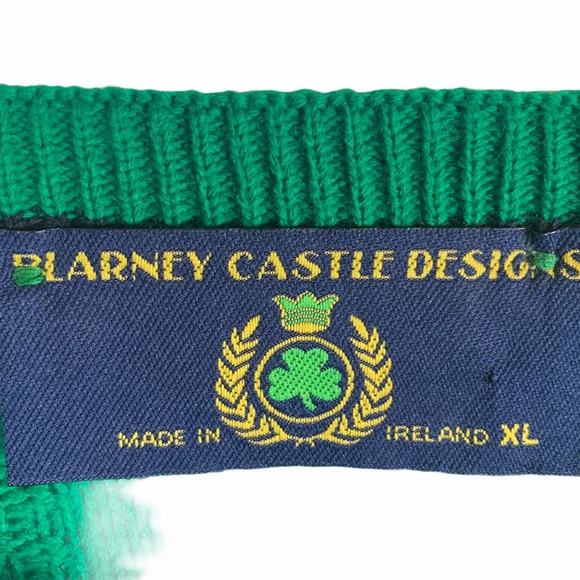 BLARNEY CASTLE DESIGNS
MADE IN IRELAND XL